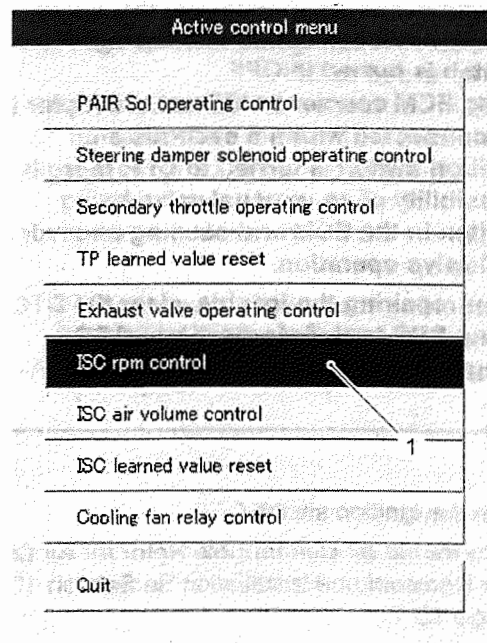 Active control menu
PAIR Sol operating control
Steering damper solenoid operating control
Secondary throttle operating control
TP learned value reset
Exhaust valve operating control
ISC rpm control
1
ISC air volume control
ISC learned value reset
Cooling fan relay control
Quit